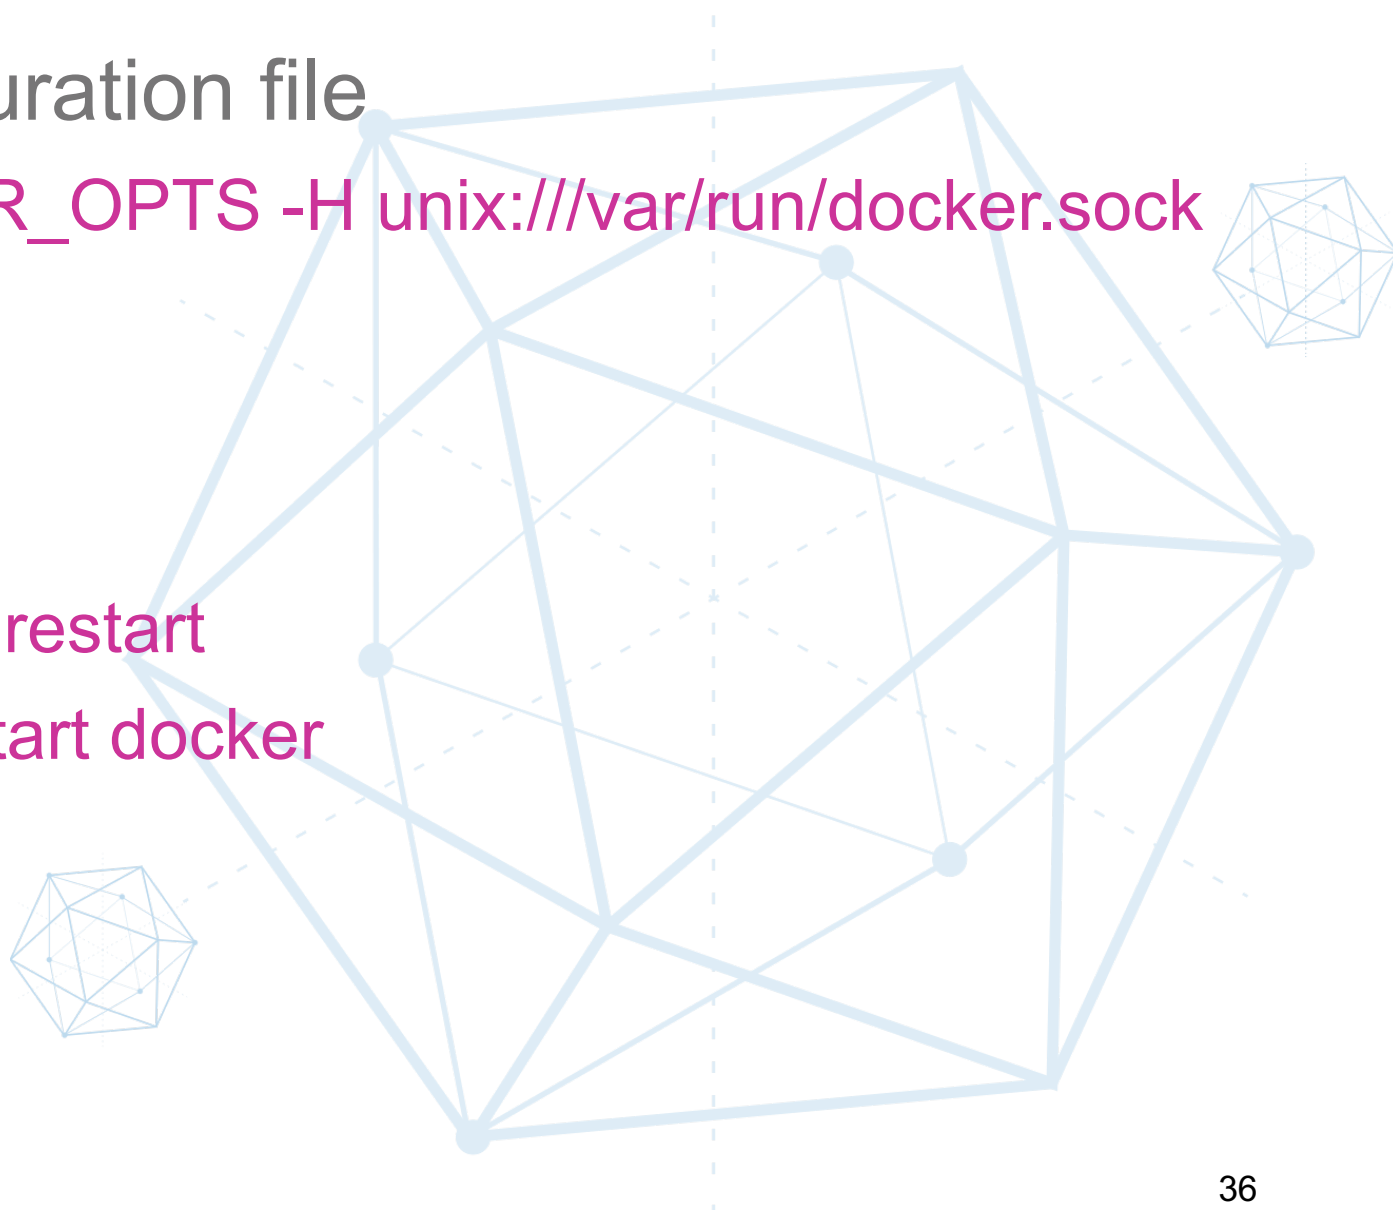 uration file
R_OPTS -H unix:///var/run/docker.sock
restart
tart docker
36